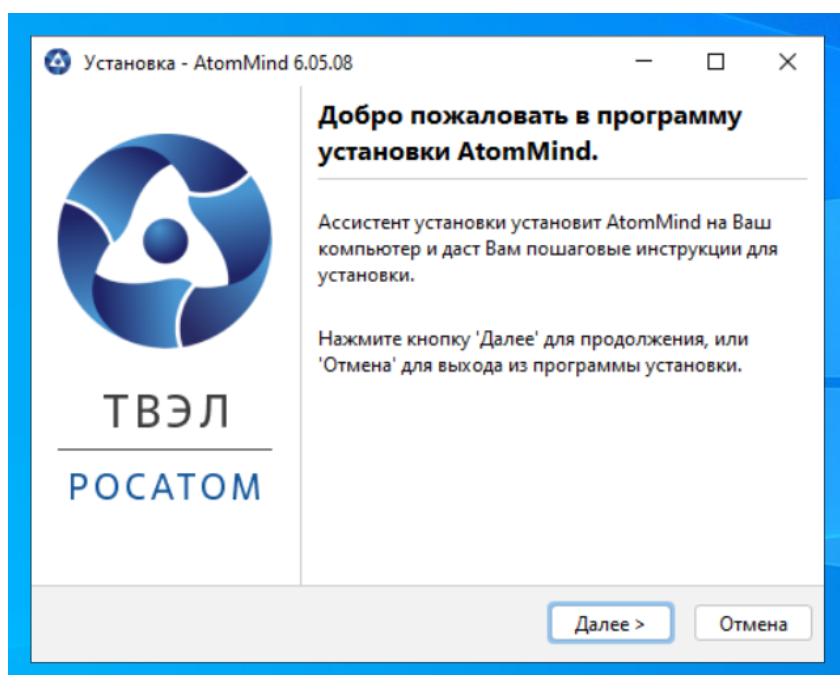 Установка - AtomMind 6.05.08
Добро пожаловать в программу
установки AtomMind.
Ассистент установки установит AtomMind на Ваш
компьютер и даст Вам пошаговые инструкции для
установки.
Нажмите кнопку 'Далее' для продолжения, или
'Отмена' для выхода из программы установки.
ТВЭЛ
РОСАТОМ
Далее >
Отмена